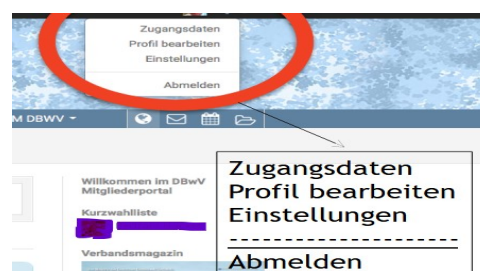 Zugangsdaten
Profil bearbeiten
Einstellungen
Abmelden
M DBWV
Willkommen im DBwV
Mitgliederportal
Kurzwahlliste
Verbandsmagazin
Zugangsdaten
Profil bearbeiten
Einstellungen
--------------------
Abmelden